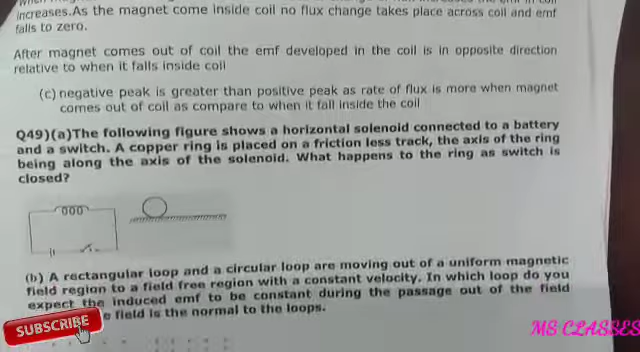 increases.As the magnet come inside coil no flux change takes place across coil and emf
falls to zero.
After magnet comes out of coil the emf developed in the coil is in opposite direction
relative to when it falls inside coil
(c) negative peak is greater than positive peak as rate of flux is more when magnet
comes out of coil as compare to when it fall inside the coil
Q49)(a)The following figure shows a horizontal solenoid connected to a battery
and a switch. A copper ring is placed on a friction less track, the axis of the ring
being along the axis of the solenoid. What happens to the ring as switch is
closed?
(b) A rectangular loop and a circular loop are moving out of a uniform magnetic
field region to a field free region with a constant velocity. In which loop do you
expect the induced emf to be constant during the passage out of the field
field is the normal to the loops.
SUBSCRIBE
MS CLASSES